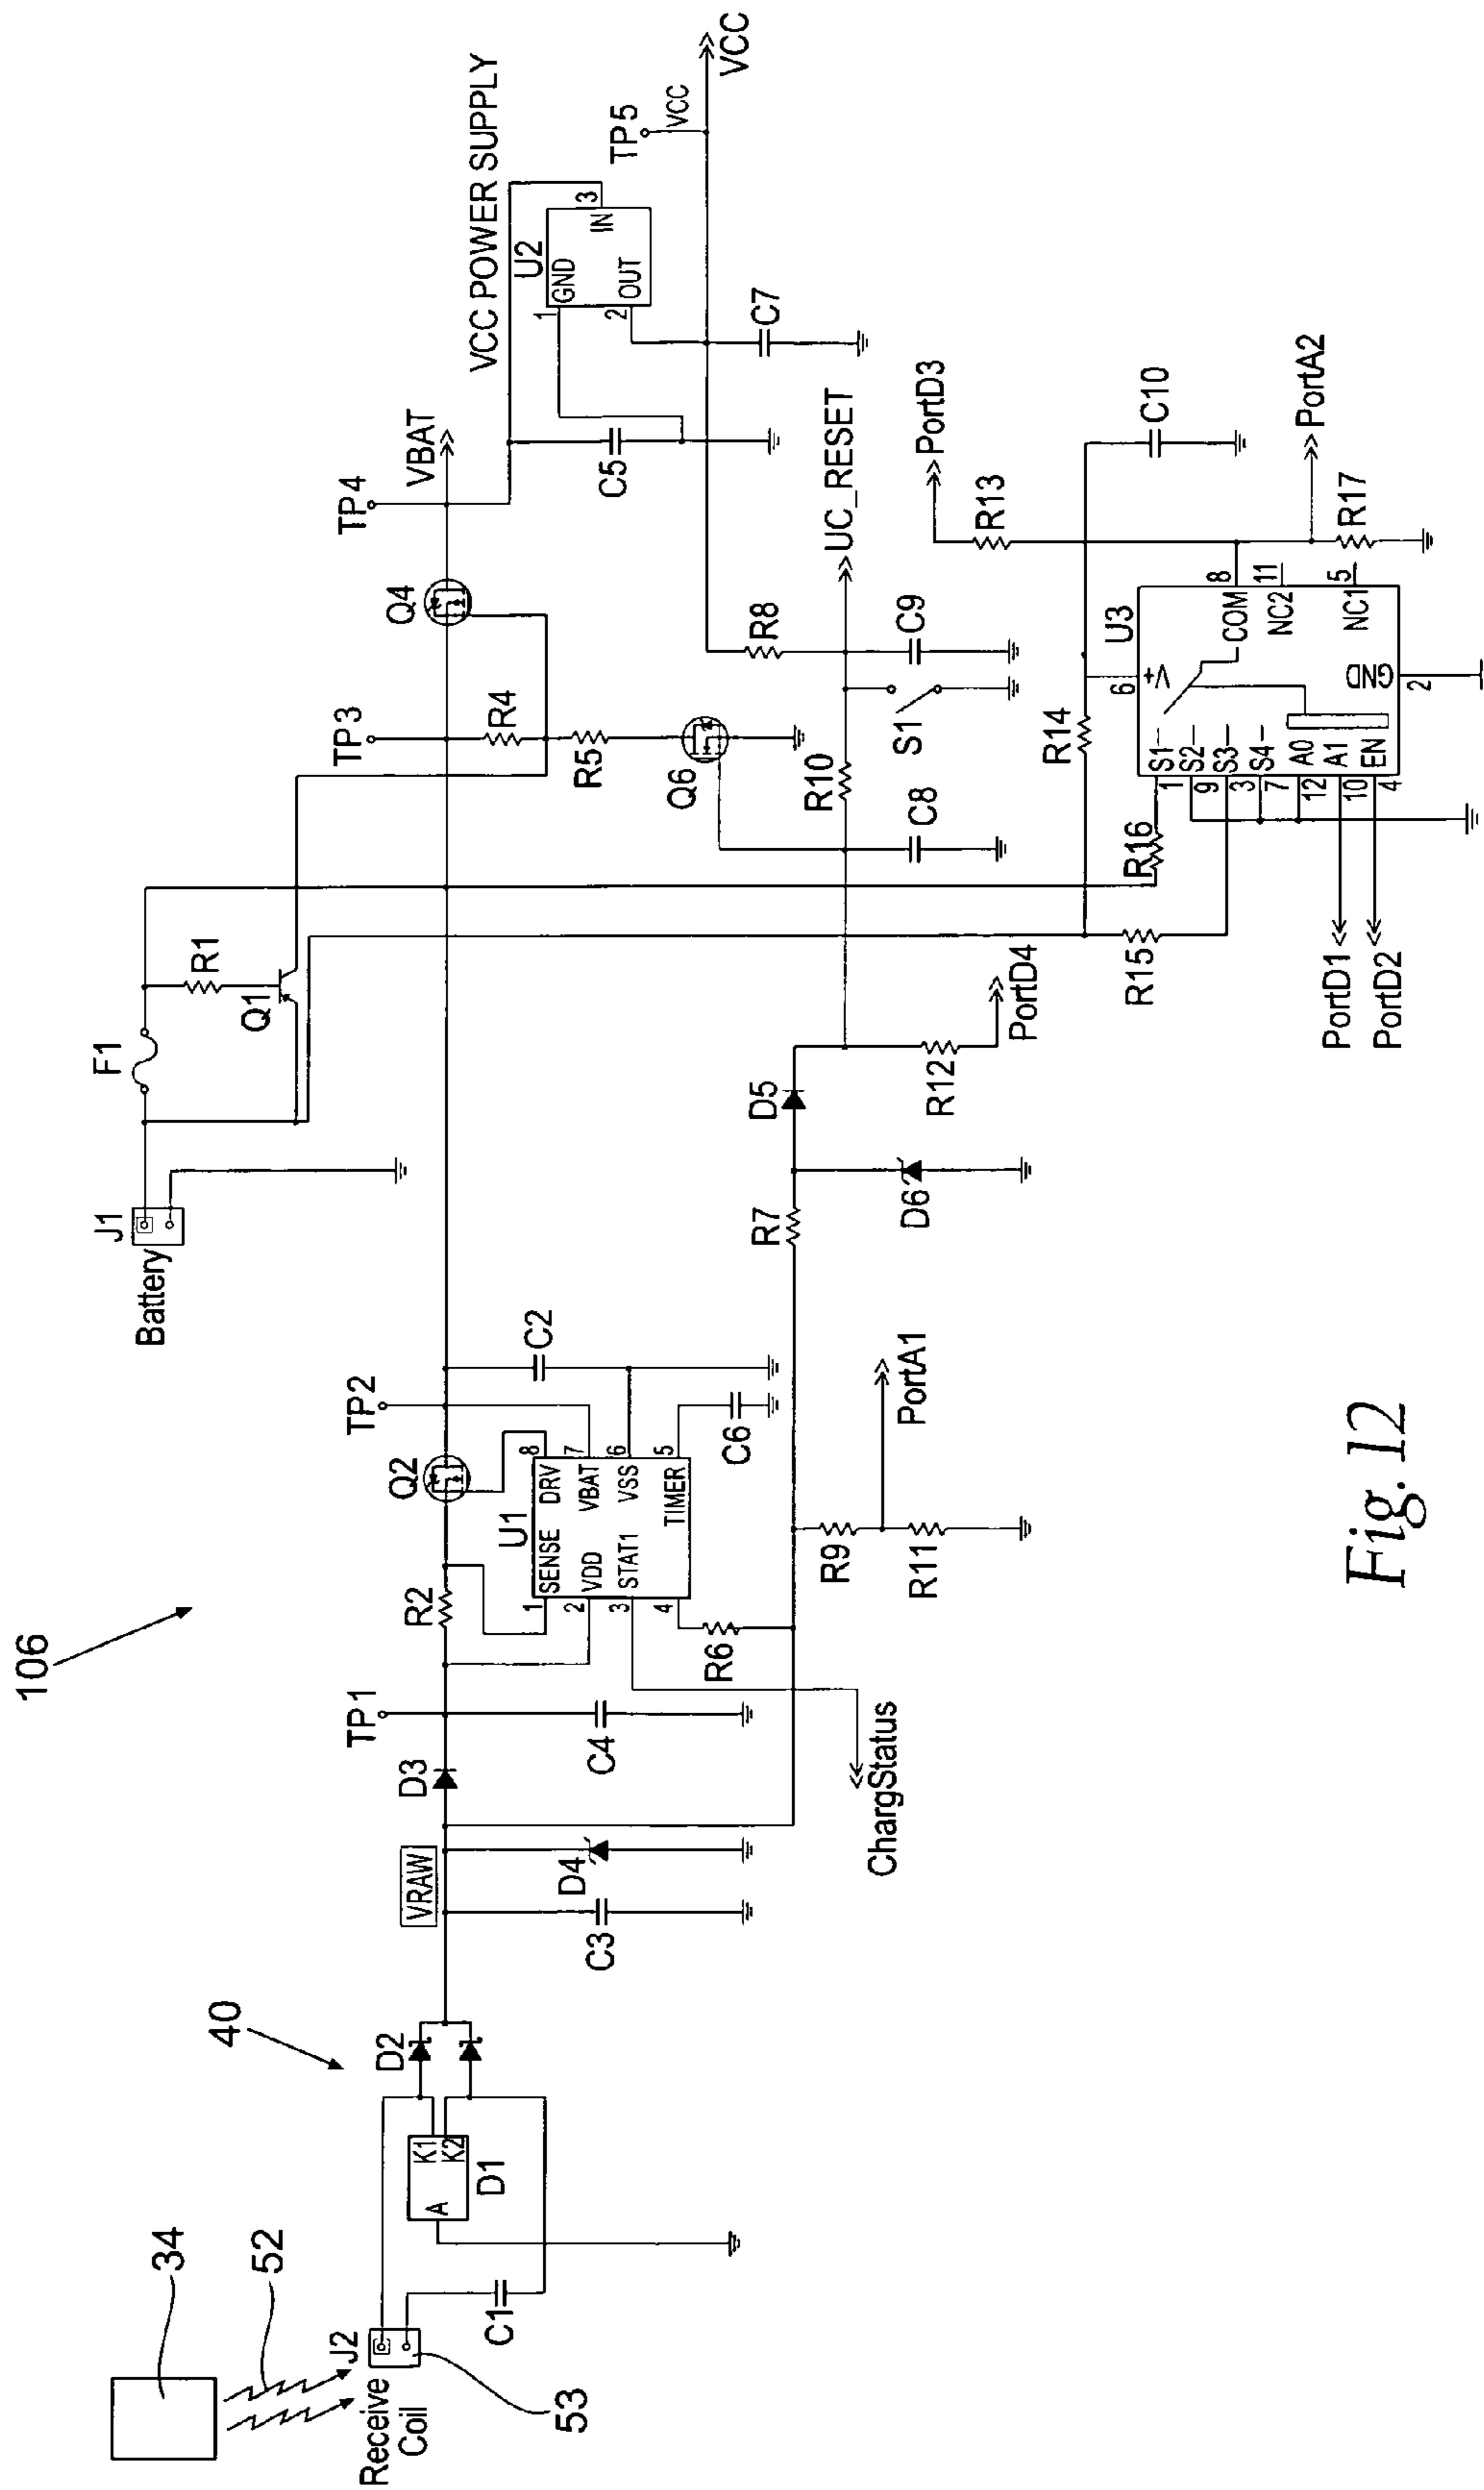 106
34
52
53
40
Receive
Coil
J2
C1
A
K1
K2
D1
D2
VRAW
C3
D4
D3
TP1
C4
ChargStatus
R2
U1
1
2
3
4
SENSE
VDD
STAT1
DRV
VBAT
VSS
TIMER
8
7
6
5
R6
Q2
TP2
C2
C6
R9
R11
PortA1
Battery
J1
F1
R1
Q1
R7
D6
D5
R12
PortD4
TP3
R4
R5
Q6
Q4
TP4
VBAT
VCC POWER SUPPLY
U2
1
GND
2
OUT
IN
3
C5
C7
TP5
VCC
VCC
R10
C8
S1
R8
C9
UC_RESET
PortD3
R13
R14
C10
R15
R16
U3
6
V+
S1
S2
S3
S4
A0
A1
EN
1
9
3
7
12
10
4
COM
NC2
NC1
GND
8
11
5
2
PortA2
R17
PortD1
PortD2
Fig. 12